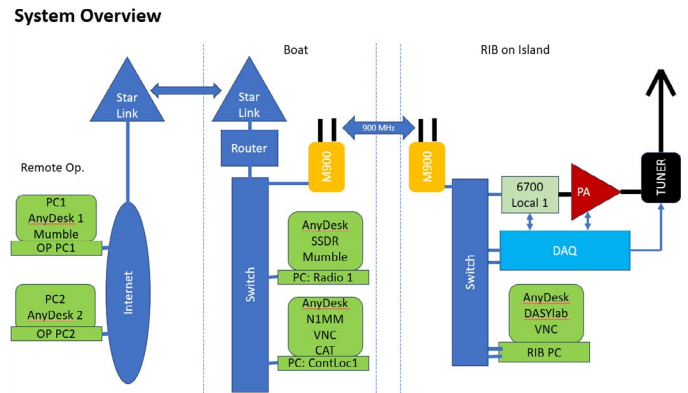 System Overview
Boat
RIB on Island
Star
Link
Star
Link
Router
900 MHz
M900
M900
Remote Op.
PC1
AnyDesk 1
Mumble
OP PC1
PC2
AnyDesk 2
OP PC2
Internet
Switch
AnyDesk
SSDR
Mumble
PC: Radio 1
AnyDesk
N1MM
VNC
CAT
PC: ContLoc1
Switch
6700
Local 1
PA
TUNER
DAQ
AnyDesk
DASYlab
VNC
RIB PC